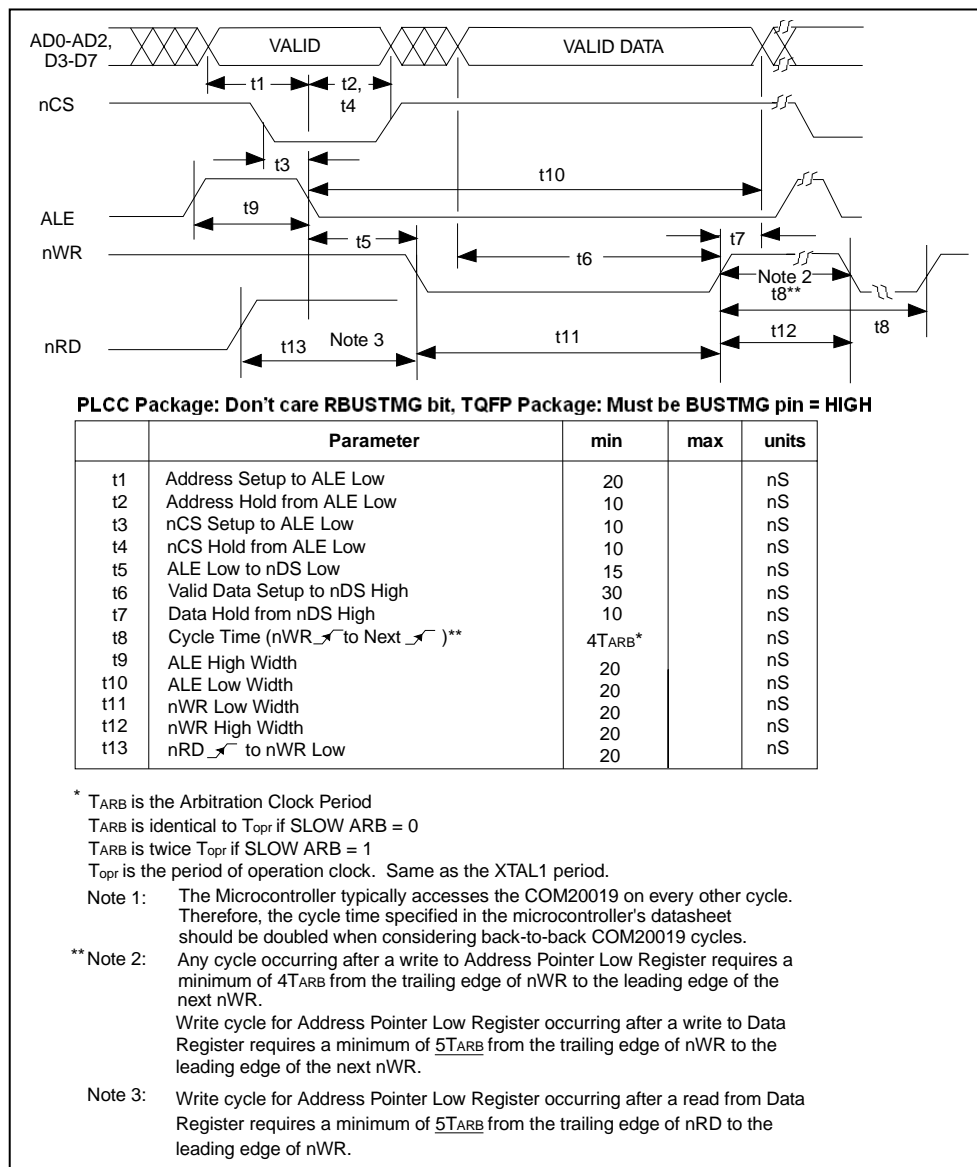 AD0-AD2,
D3-D7
VALID
VALID DATA
t1
t2,
t4
nCS
t3
t10
ALE
t9
nWR
t5
t6
t7
Note 2
t8**
t8
nRD
t13
Note 3
t11
t12
PLCC Package: Don't care RBUSTMG bit, TQFP Package: Must be BUSTMG pin = HIGH
Parameter min max units
t1 Address Setup to ALE Low 20 nS
t2 Address Hold from ALE Low 10 nS
t3 nCS Setup to ALE Low 10 nS
t4 nCS Hold from ALE Low 10 nS
t5 ALE Low to nDS Low 15 nS
t6 Valid Data Setup to nDS High 30 nS
t7 Data Hold from nDS High 10 nS
t8 Cycle Time (nWR to Next )** 4TARB* nS
t9 ALE High Width 20 nS
t10 ALE Low Width 20 nS
t11 nWR Low Width 20 nS
t12 nWR High Width 20 nS
t13 nRD to nWR Low 20 nS
* TARB is the Arbitration Clock Period
TARB is identical to Topr if SLOW ARB = 0
TARB is twice Topr if SLOW ARB = 1
Topr is the period of operation clock. Same as the XTAL1 period.
Note 1: The Microcontroller typically accesses the COM20019 on every other cycle.
Therefore, the cycle time specified in the microcontroller's datasheet
should be doubled when considering back-to-back COM20019 cycles.
**Note 2: Any cycle occurring after a write to Address Pointer Low Register requires a
minimum of 4TARB from the trailing edge of nWR to the leading edge of the
next nWR.
Write cycle for Address Pointer Low Register occurring after a write to Data
Register requires a minimum of 5TARB from the trailing edge of nWR to the
leading edge of the next nWR.
Note 3: Write cycle for Address Pointer Low Register occurring after a read from Data
Register requires a minimum of 5TARB from the trailing edge of nRD to the
leading edge of nWR.